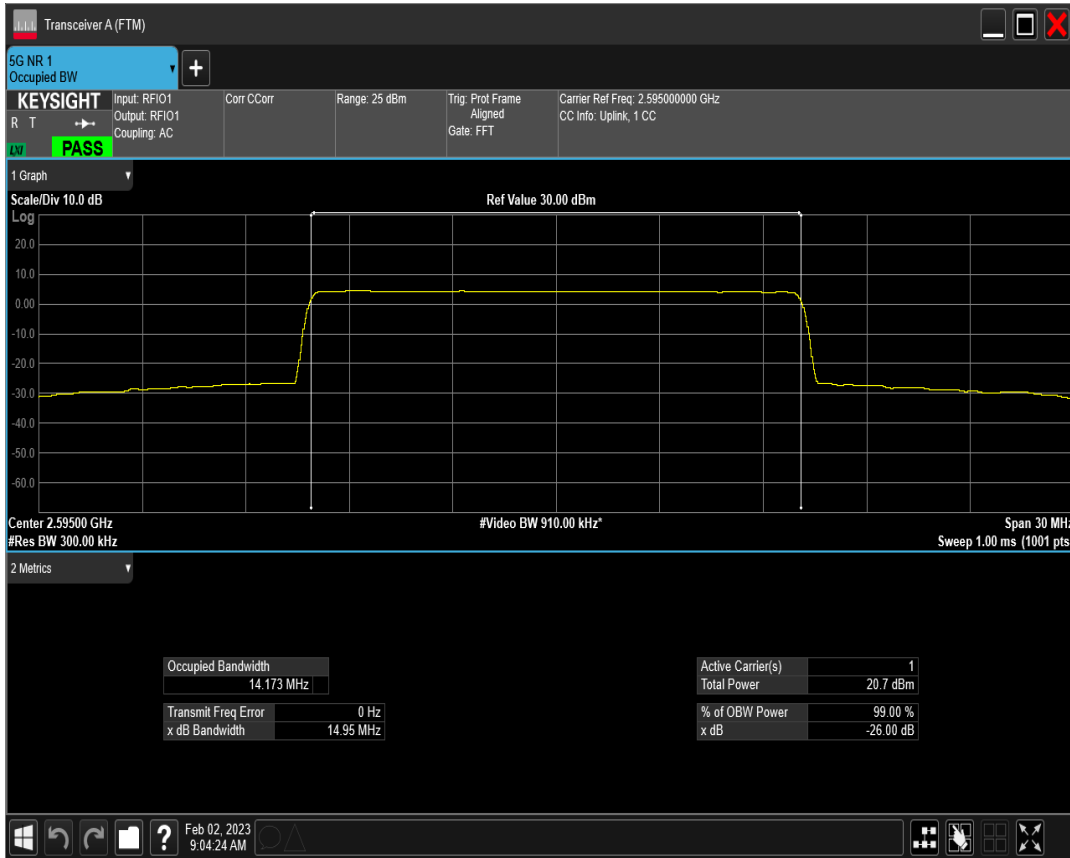 Transceiver A (FTM)
5G NR 1
Occupied BW
+
KEYSIGHT
R T
LXI
PASS
Input: RFIO1
Output: RFIO1
Coupling: AC
Corr CCorr
Range: 25 dBm
Trig: Prot Frame
Aligned
Gate: FFT
Carrier Ref Freq: 2.595000000 GHz
CC Info: Uplink, 1 CC
1 Graph
Scale/Div 10.0 dB
Ref Value 30.00 dBm
Log
20.0
10.0
0.00
-10.0
-20.0
-30.0
-40.0
-50.0
-60.0
Center 2.59500 GHz
#Video BW 910.00 kHz*
Span 30 MHz
#Res BW 300.00 kHz
Sweep 1.00 ms (1001 pts
2 Metrics
Occupied Bandwidth
14.173 MHz
Transmit Freq Error 0 Hz
x dB Bandwidth 14.95 MHz
Active Carrier(s) 1
Total Power 20.7 dBm
% of OBW Power 99.00 %
x dB -26.00 dB
?
Feb 02, 2023
9:04:24 AM